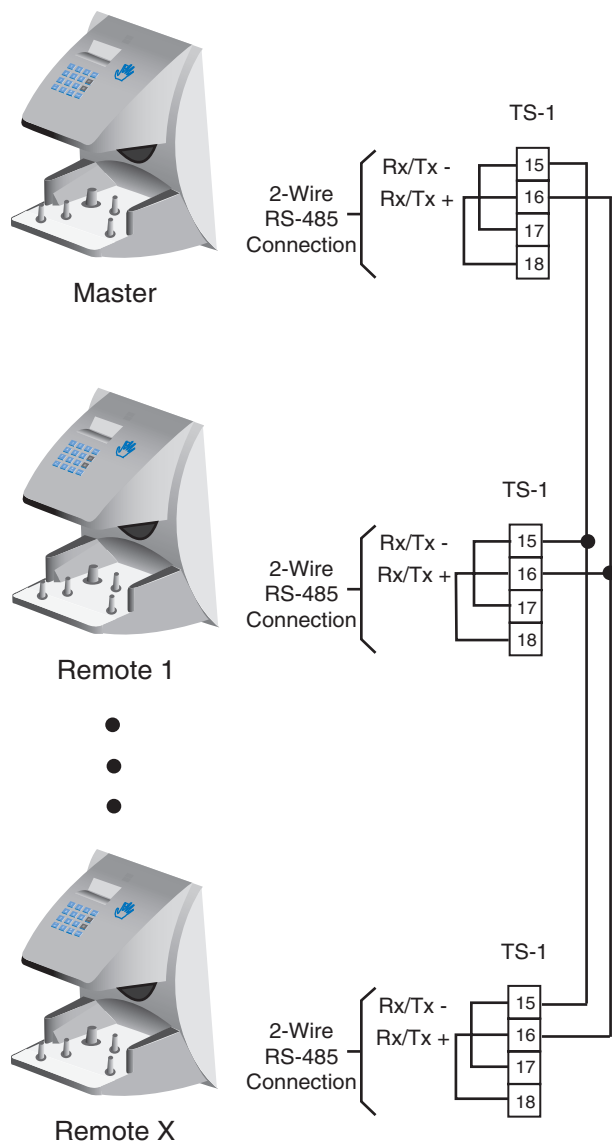 TS-1
Rx/Tx -
15
2-Wire
RS-485
Connection
Rx/Tx +
16
17
18
Master
TS-1
Rx/Tx -
15
2-Wire
RS-485
Connection
Rx/Tx +
16
17
18
Remote 1
TS-1
Rx/Tx -
15
2-Wire
RS-485
Connection
Rx/Tx +
16
17
18
Remote X